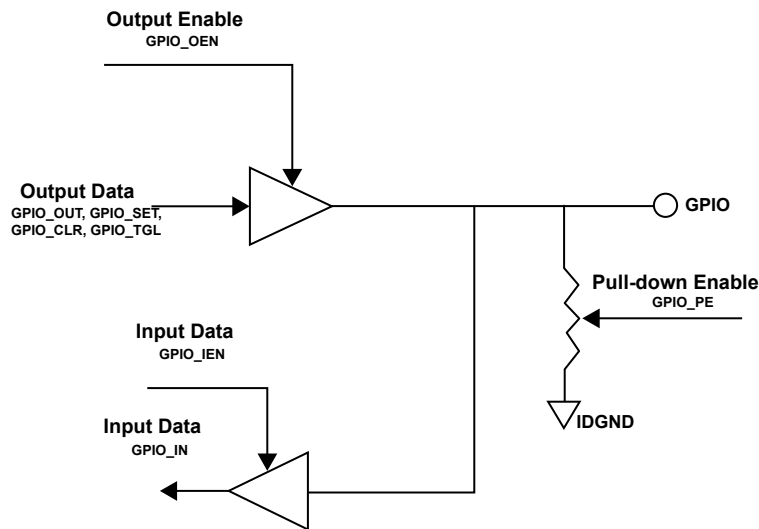 Output Enable
GPIO_OEN
Output Data
GPIO_OUT, GPIO_SET,
GPIO_CLR, GPIO_TGL
GPIO
Pull-down Enable
GPIO_PE
Input Data
GPIO_IEN
IDGND
Input Data
GPIO_IN